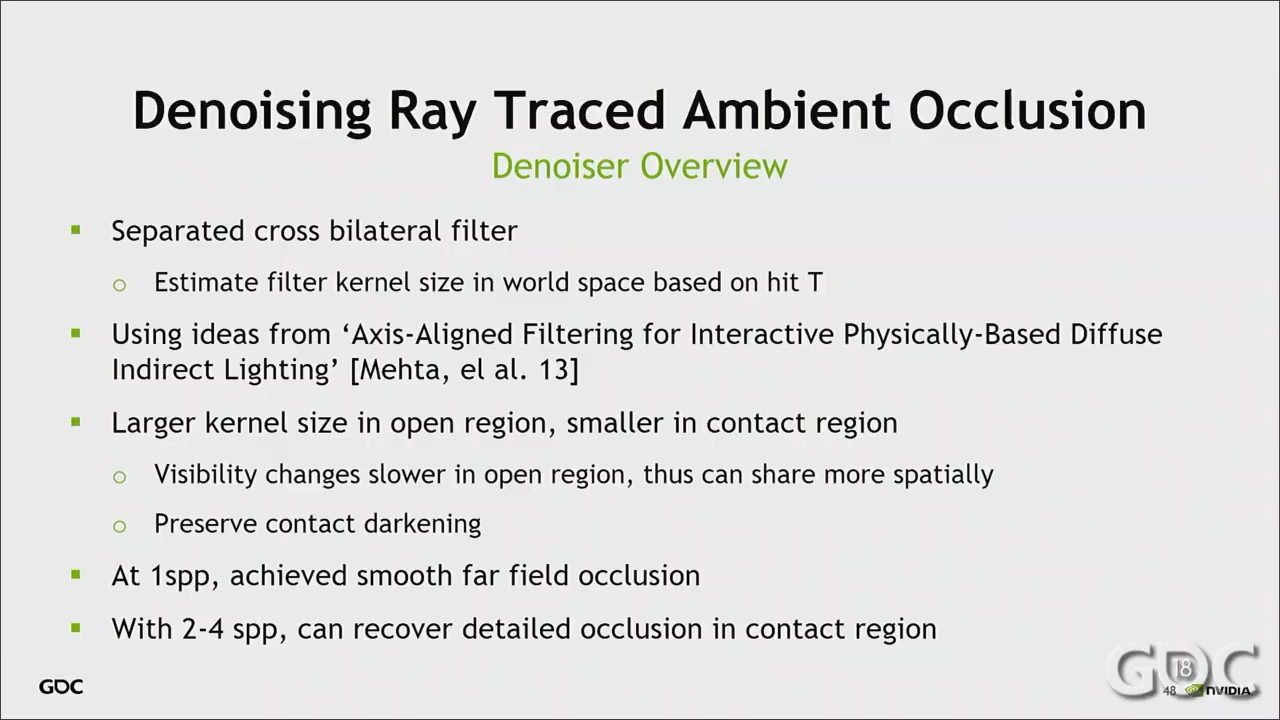 Denoising Ray Traced Ambient Occlusion
Denoiser Overview
▪ Separated cross bilateral filter
o Estimate filter kernel size in world space based on hit T
▪ Using ideas from ‘Axis-Aligned Filtering for Interactive Physically-Based Diffuse
Indirect Lighting’ [Mehta, el al. 13]
▪ Larger kernel size in open region, smaller in contact region
o Visibility changes slower in open region, thus can share more spatially
o Preserve contact darkening
▪ At 1spp, achieved smooth far field occlusion
▪ With 2-4 spp, can recover detailed occlusion in contact region
GDC
GDC 18
48 NVIDIA